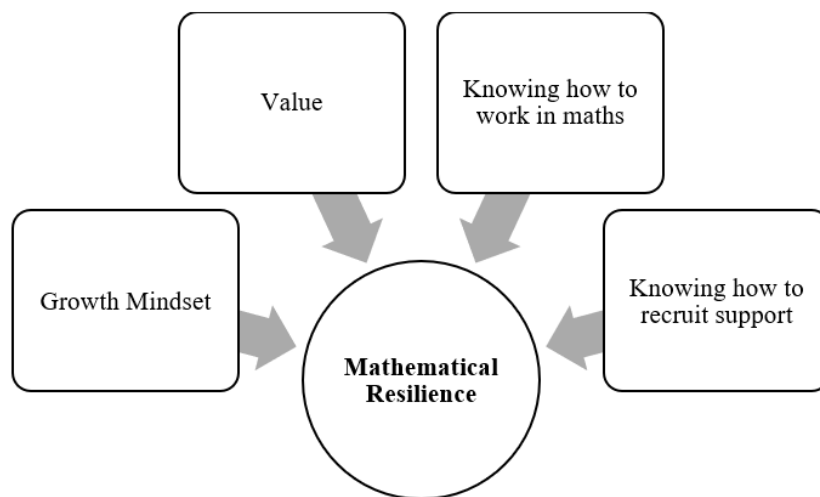 Value
Knowing how to
work in maths
Growth Mindset
Knowing how to
recruit support
Mathematical
Resilience